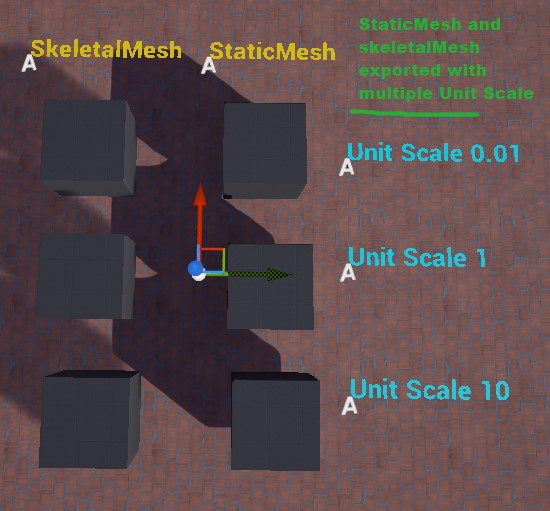 SkeletalMesh
StaticMesh
StaticMesh and
skeletalMesh
exported with
multiple Unit Scale
A
A
Unit Scale 0.01
A
Unit Scale 1
A
Unit Scale 10
A